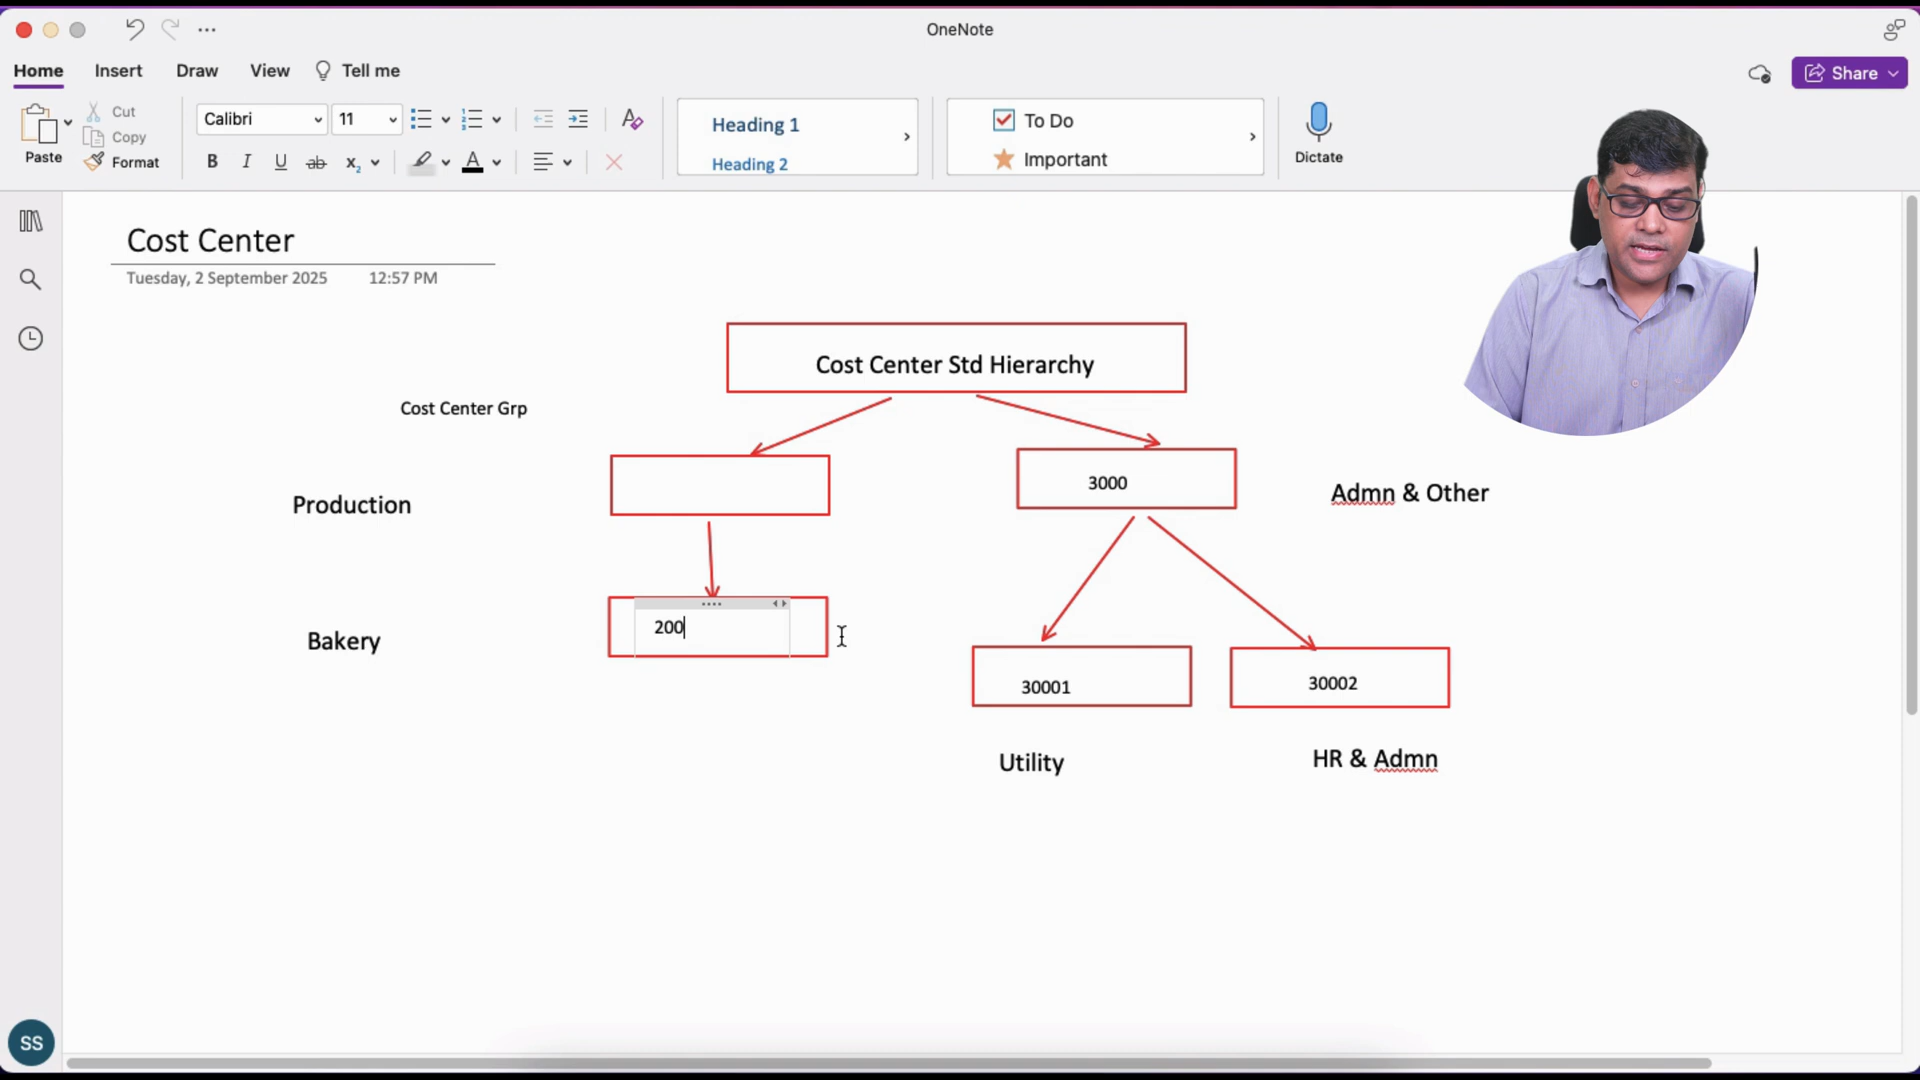 OneNote
Home
Insert
Draw
View
Tell me
Share
Paste
Cut
Copy
Format
Calibri
11
B I U ab x2 A
Heading 1
Heading 2
To Do
Important
Dictate
Cost Center
Tuesday, 2 September 2025 12:57 PM
Cost Center Std Hierarchy
Cost Center Grp
Production
3000
Admn & Other
Bakery
200
30001
30002
Utility
HR & Admn
SS